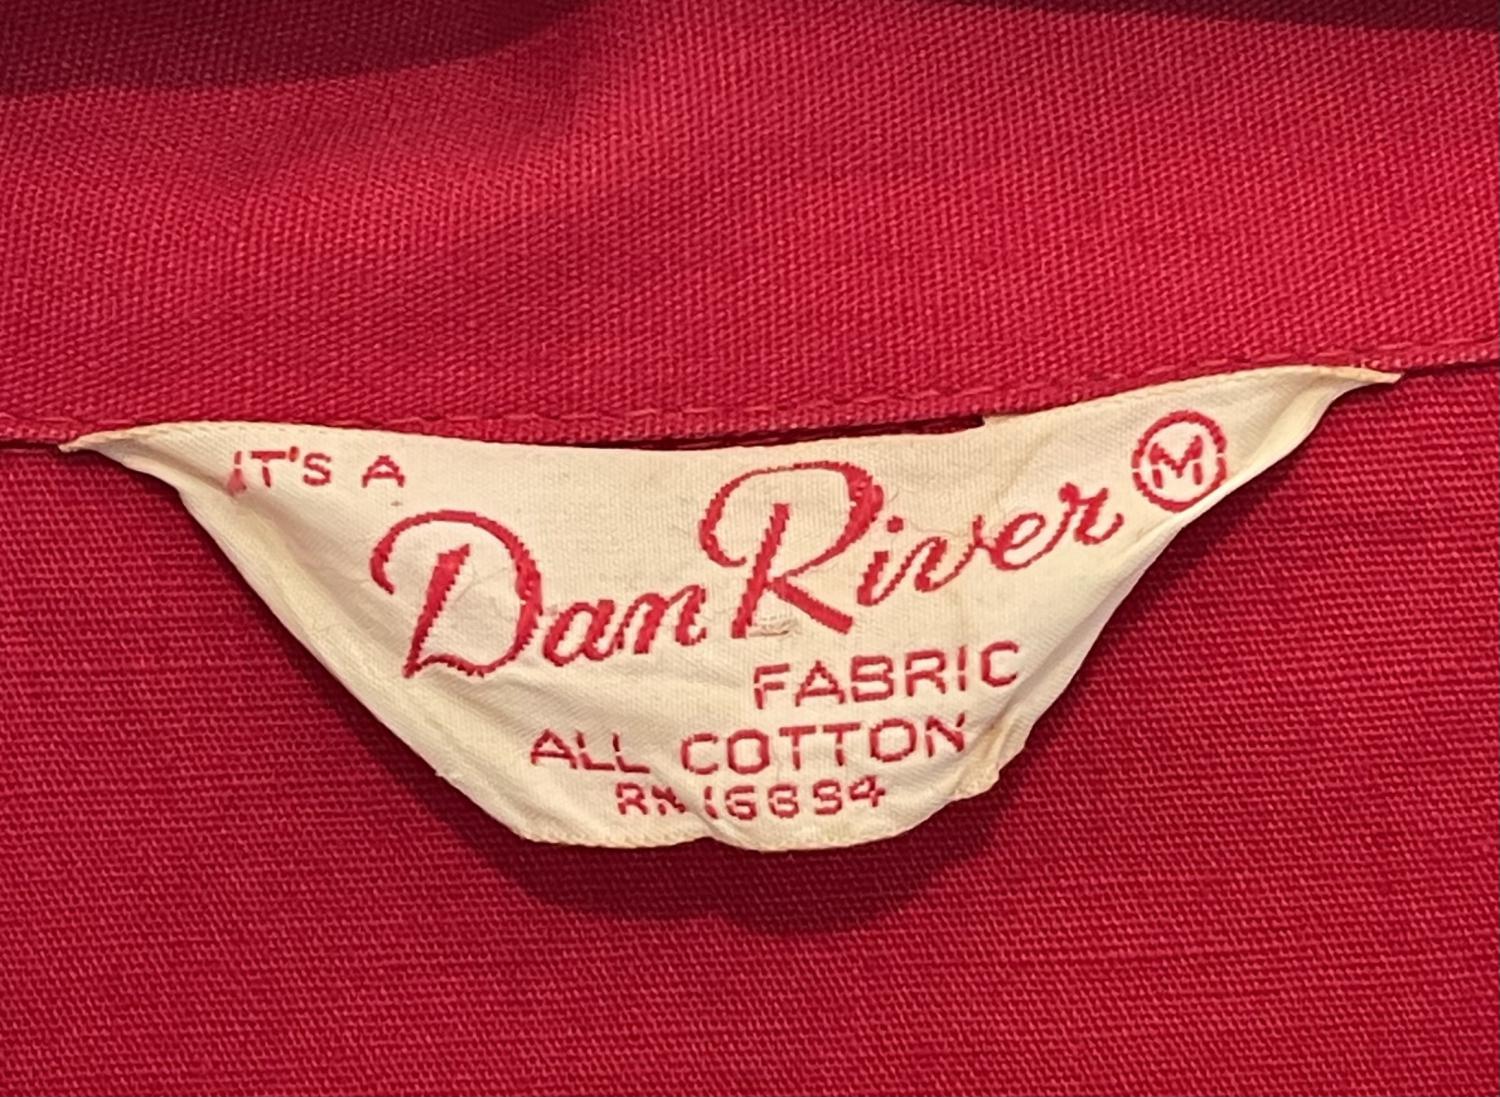 IT'S A
Dan River Ⓜ
FABRIC
ALL COTTON
RN 16694